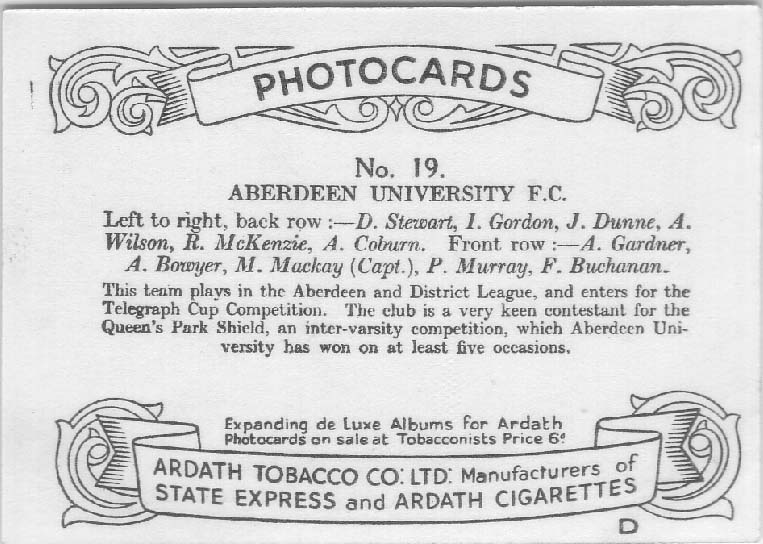 PHOTOCARDS
No. 19.
ABERDEEN UNIVERSITY F.C.
Left to right, back row :—D. Stewart, I. Gordon, J. Dunne, A.
Wilson, R. McKenzie, A. Coburn. Front row :—A. Gardner,
A. Bowyer, M. Mackay (Capt.), P. Murray, F. Buchanan.
This team plays in the Aberdeen and District League, and enters for the
Telegraph Cup Competition. The club is a very keen contestant for the
Queen's Park Shield, an inter-varsity competition, which Aberdeen Uni-
versity has won on at least five occasions.
Expanding de Luxe Albums for Ardath
Photocards on sale at Tobacconists Price 6d
ARDATH TOBACCO CO: LTD: Manufacturers of
STATE EXPRESS and ARDATH CIGARETTES
D